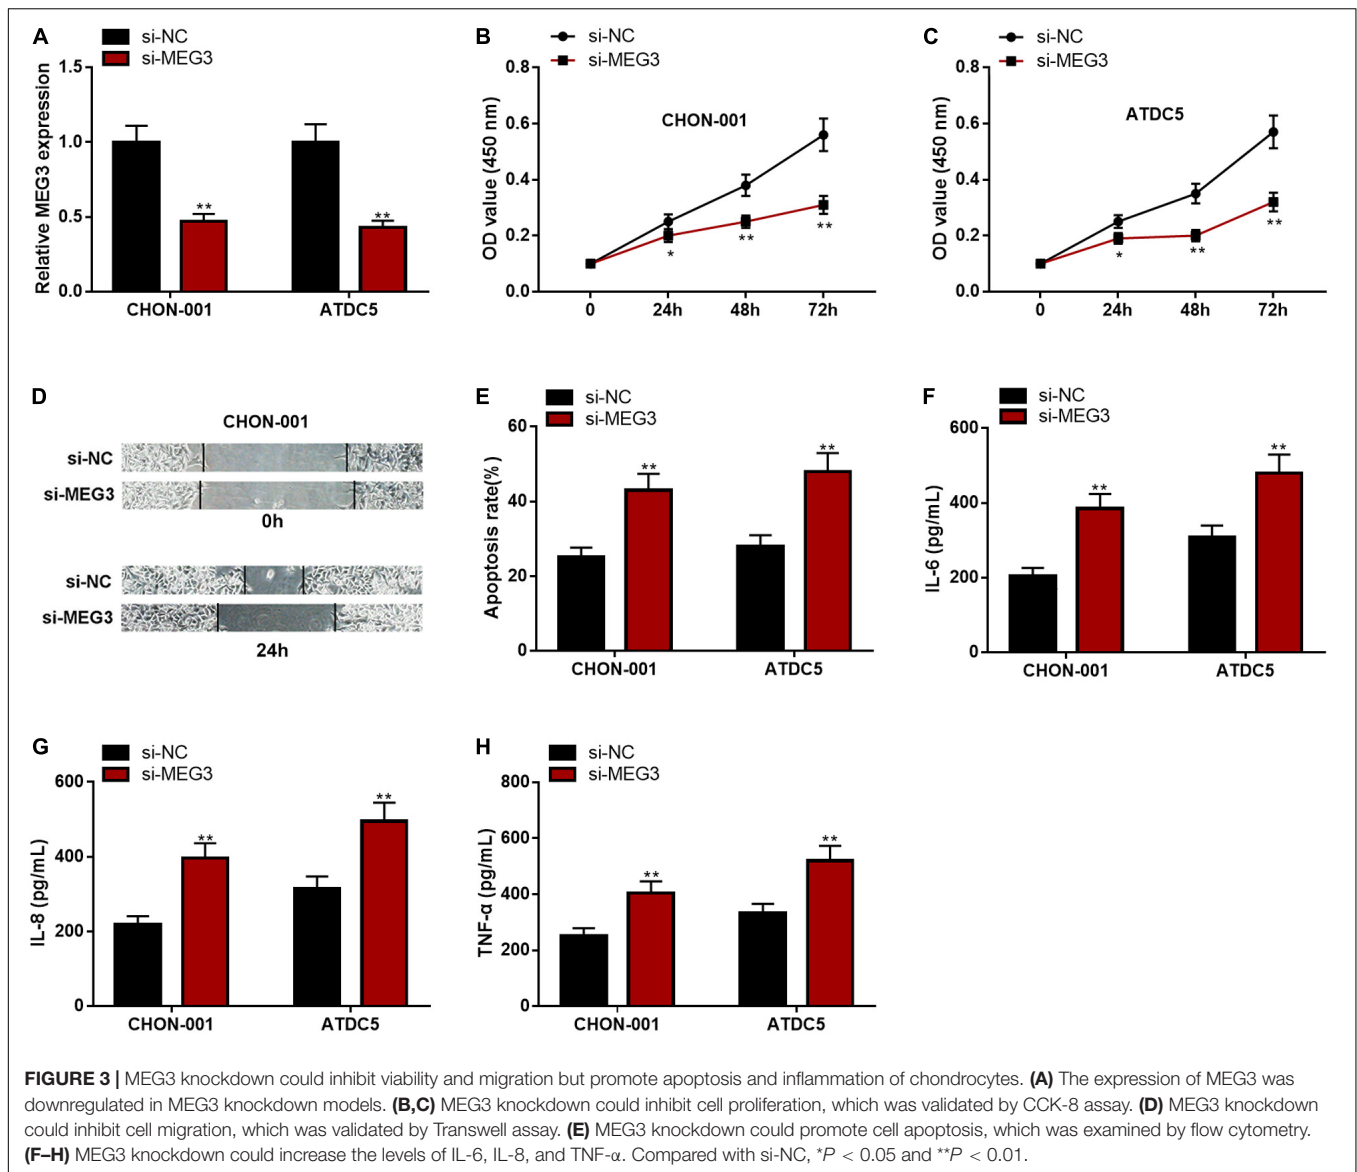 A
si-NC
si-MEG3
Relative MEG3 expression
1.5
1.0
0.5
0.0
**
**
CHON-001
ATDC5
B
si-NC
si-MEG3
OD value (450 nm)
0.8
0.6
0.4
0.2
0.0
CHON-001
*
**
**
0
24h
48h
72h
C
si-NC
si-MEG3
OD value (450 nm)
0.8
0.6
0.4
0.2
0.0
ATDC5
*
**
**
0
24h
48h
72h
D
CHON-001
si-NC
si-MEG3
0h
si-NC
si-MEG3
24h
E
si-NC
si-MEG3
Apoptosis rate(%)
60
40
20
0
**
**
CHON-001
ATDC5
F
si-NC
si-MEG3
IL-6 (pg/mL)
600
400
200
0
**
**
CHON-001
ATDC5
G
si-NC
si-MEG3
IL-8 (pg/mL)
600
400
200
0
**
**
CHON-001
ATDC5
H
si-NC
si-MEG3
TNF-α (pg/mL)
800
600
400
200
0
**
**
CHON-001
ATDC5
FIGURE 3 | MEG3 knockdown could inhibit viability and migration but promote apoptosis and inflammation of chondrocytes. (A) The expression of MEG3 was
downregulated in MEG3 knockdown models. (B,C) MEG3 knockdown could inhibit cell proliferation, which was validated by CCK-8 assay. (D) MEG3 knockdown
could inhibit cell migration, which was validated by Transwell assay. (E) MEG3 knockdown could promote cell apoptosis, which was examined by flow cytometry.
(F–H) MEG3 knockdown could increase the levels of IL-6, IL-8, and TNF-α. Compared with si-NC, *P < 0.05 and **P < 0.01.